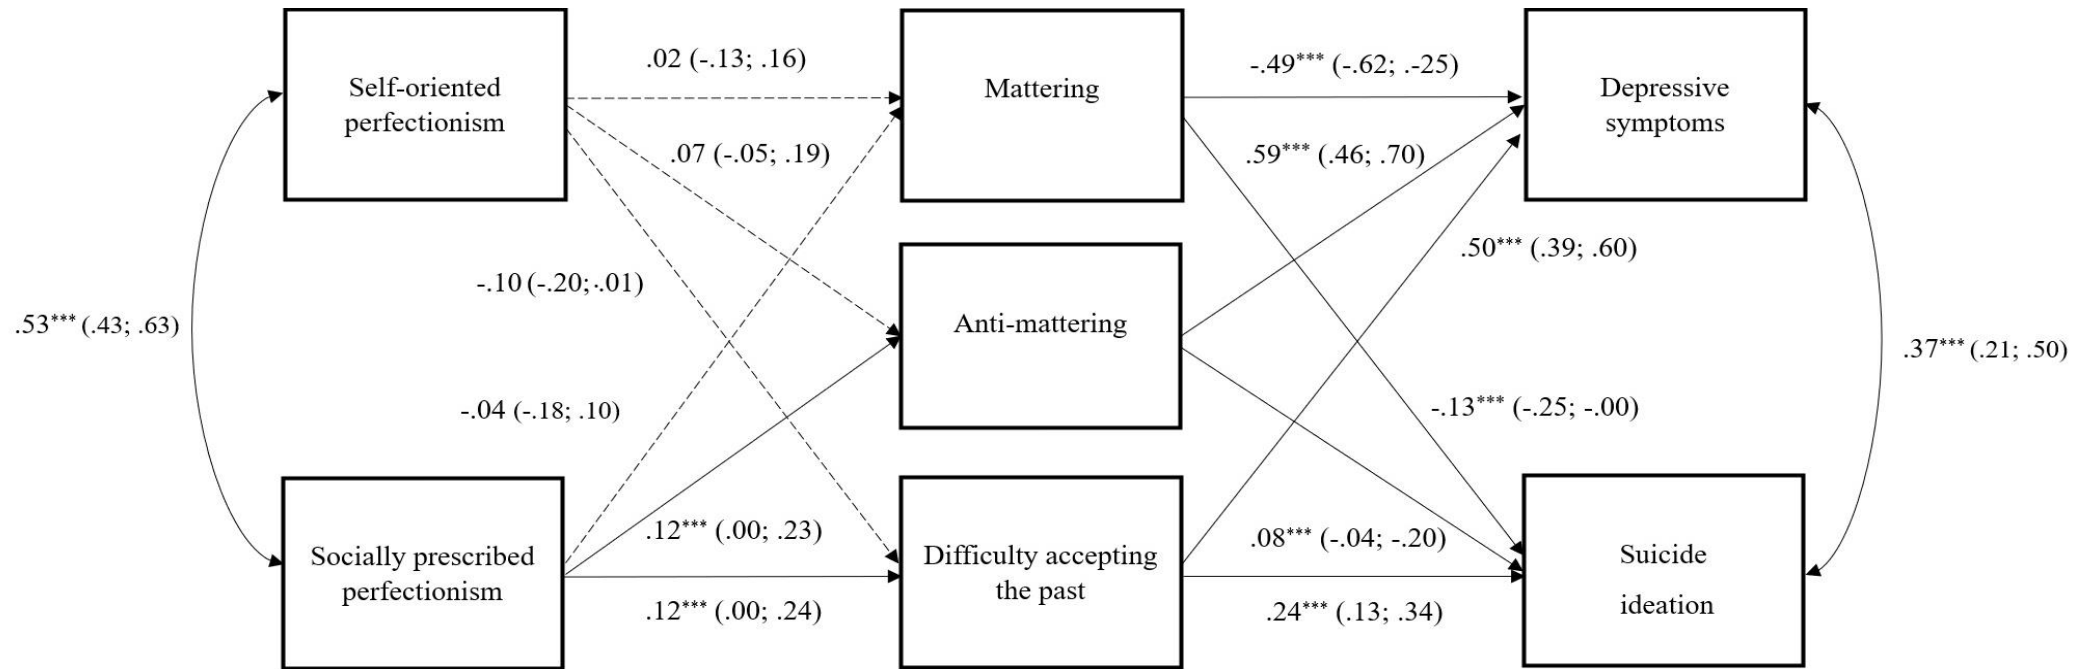 Self-oriented
perfectionism
.02 (-.13; .16)
Mattering
-.49*** (-.62; .-25)
Depressive
symptoms
.07 (-.05; .19)
.59*** (.46; .70)
.50*** (.39; .60)
-.10 (-.20;-.01)
.53*** (.43; .63)
Anti-mattering
.37*** (.21; .50)
-.04 (-.18; .10)
-.13*** (-.25; -.00)
Socially prescribed
perfectionism
.12*** (.00; .23)
Difficulty accepting
the past
.08*** (-.04; -.20)
Suicide
ideation
.12*** (.00; .24)
.24*** (.13; .34)